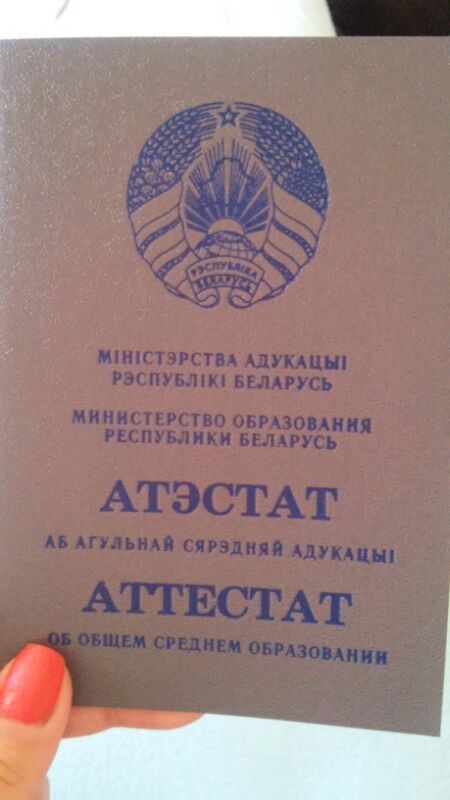 РЭСПУБЛІКА
БЕЛАРУСЬ
МІНІСТЭРСТВА АДУКАЦЫІ
РЭСПУБЛІКІ БЕЛАРУСЬ
МИНИСТЕРСТВО ОБРАЗОВАНИЯ
РЕСПУБЛИКИ БЕЛАРУСЬ
АТЭСТАТ
АБ АГУЛЬНАЙ СЯРЭДНЯЙ АДУКАЦЫІ
АТТЕСТАТ
ОБ ОБЩЕМ СРЕДНЕМ ОБРАЗОВАНИИ